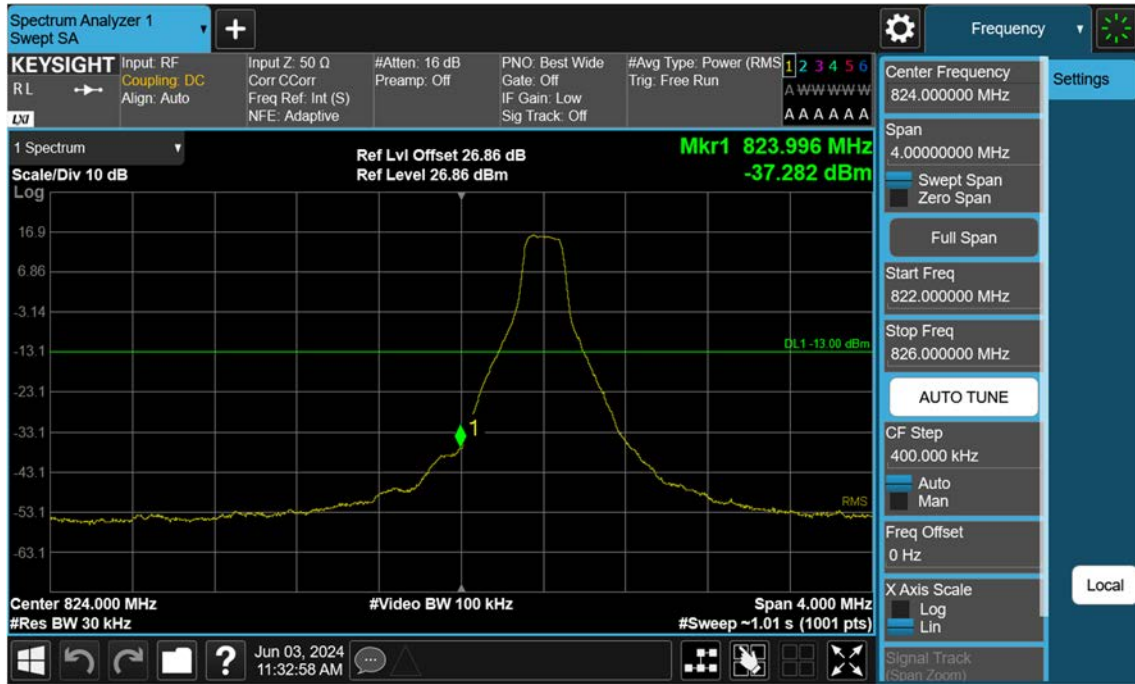 Spectrum Analyzer 1
Swept SA
Frequency
KEYSIGHT
R L
LXI
Input: RF
Coupling: DC
Align: Auto
Input Z: 50 Ω
Corr CCorr
Freq Ref: Int (S)
NFE: Adaptive
#Atten: 16 dB
Preamp: Off
PNO: Best Wide
Gate: Off
IF Gain: Low
Sig Track: Off
#Avg Type: Power (RMS
Trig: Free Run
1 2 3 4 5 6
A W W W W W
A A A A A A
Center Frequency
824.000000 MHz
Settings
Span
4.00000000 MHz
Swept Span
Zero Span
Full Span
Start Freq
822.000000 MHz
Stop Freq
826.000000 MHz
AUTO TUNE
CF Step
400.000 kHz
Auto
Man
Freq Offset
0 Hz
X Axis Scale
Log
Lin
Signal Track
(Span Zoom)
Local
1 Spectrum
Scale/Div 10 dB
Log
Ref Lvl Offset 26.86 dB
Ref Level 26.86 dBm
Mkr1 823.996 MHz
-37.282 dBm
16.9
6.86
-3.14
-13.1
-23.1
-33.1
-43.1
-53.1
-63.1
DL1 -13.00 dBm
1
RMS
Center 824.000 MHz
#Res BW 30 kHz
#Video BW 100 kHz
Span 4.000 MHz
#Sweep ~1.01 s (1001 pts)
?
Jun 03, 2024
11:32:58 AM